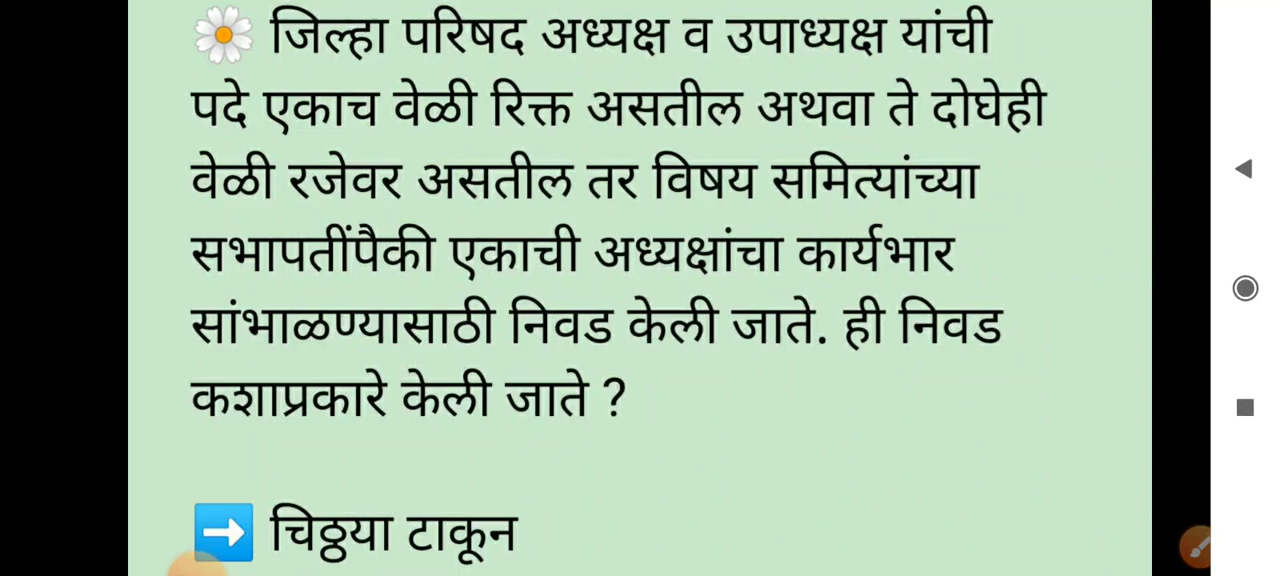 🌼 जिल्हा परिषद अध्यक्ष व उपाध्यक्ष यांची
पदे एकाच वेळी रिक्त असतील अथवा ते दोघेही
वेळी रजेवर असतील तर विषय समित्यांच्या
सभापतींपैकी एकाची अध्यक्षांचा कार्यभार
सांभाळण्यासाठी निवड केली जाते. ही निवड
कशाप्रकारे केली जाते ?
➡️ चिठ्ठया टाकून